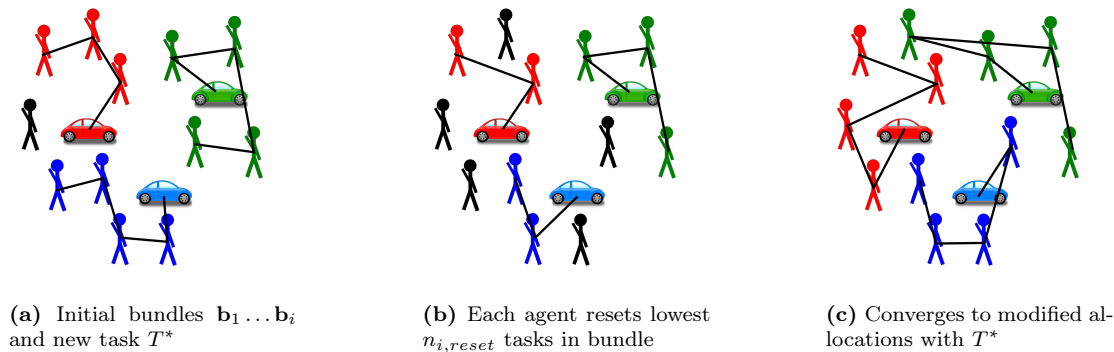 (a) Initial bundles b₁ … bᵢ
and new task T*
(b) Each agent resets lowest
nᵢ,reset tasks in bundle
(c) Converges to modified al-
locations with T*